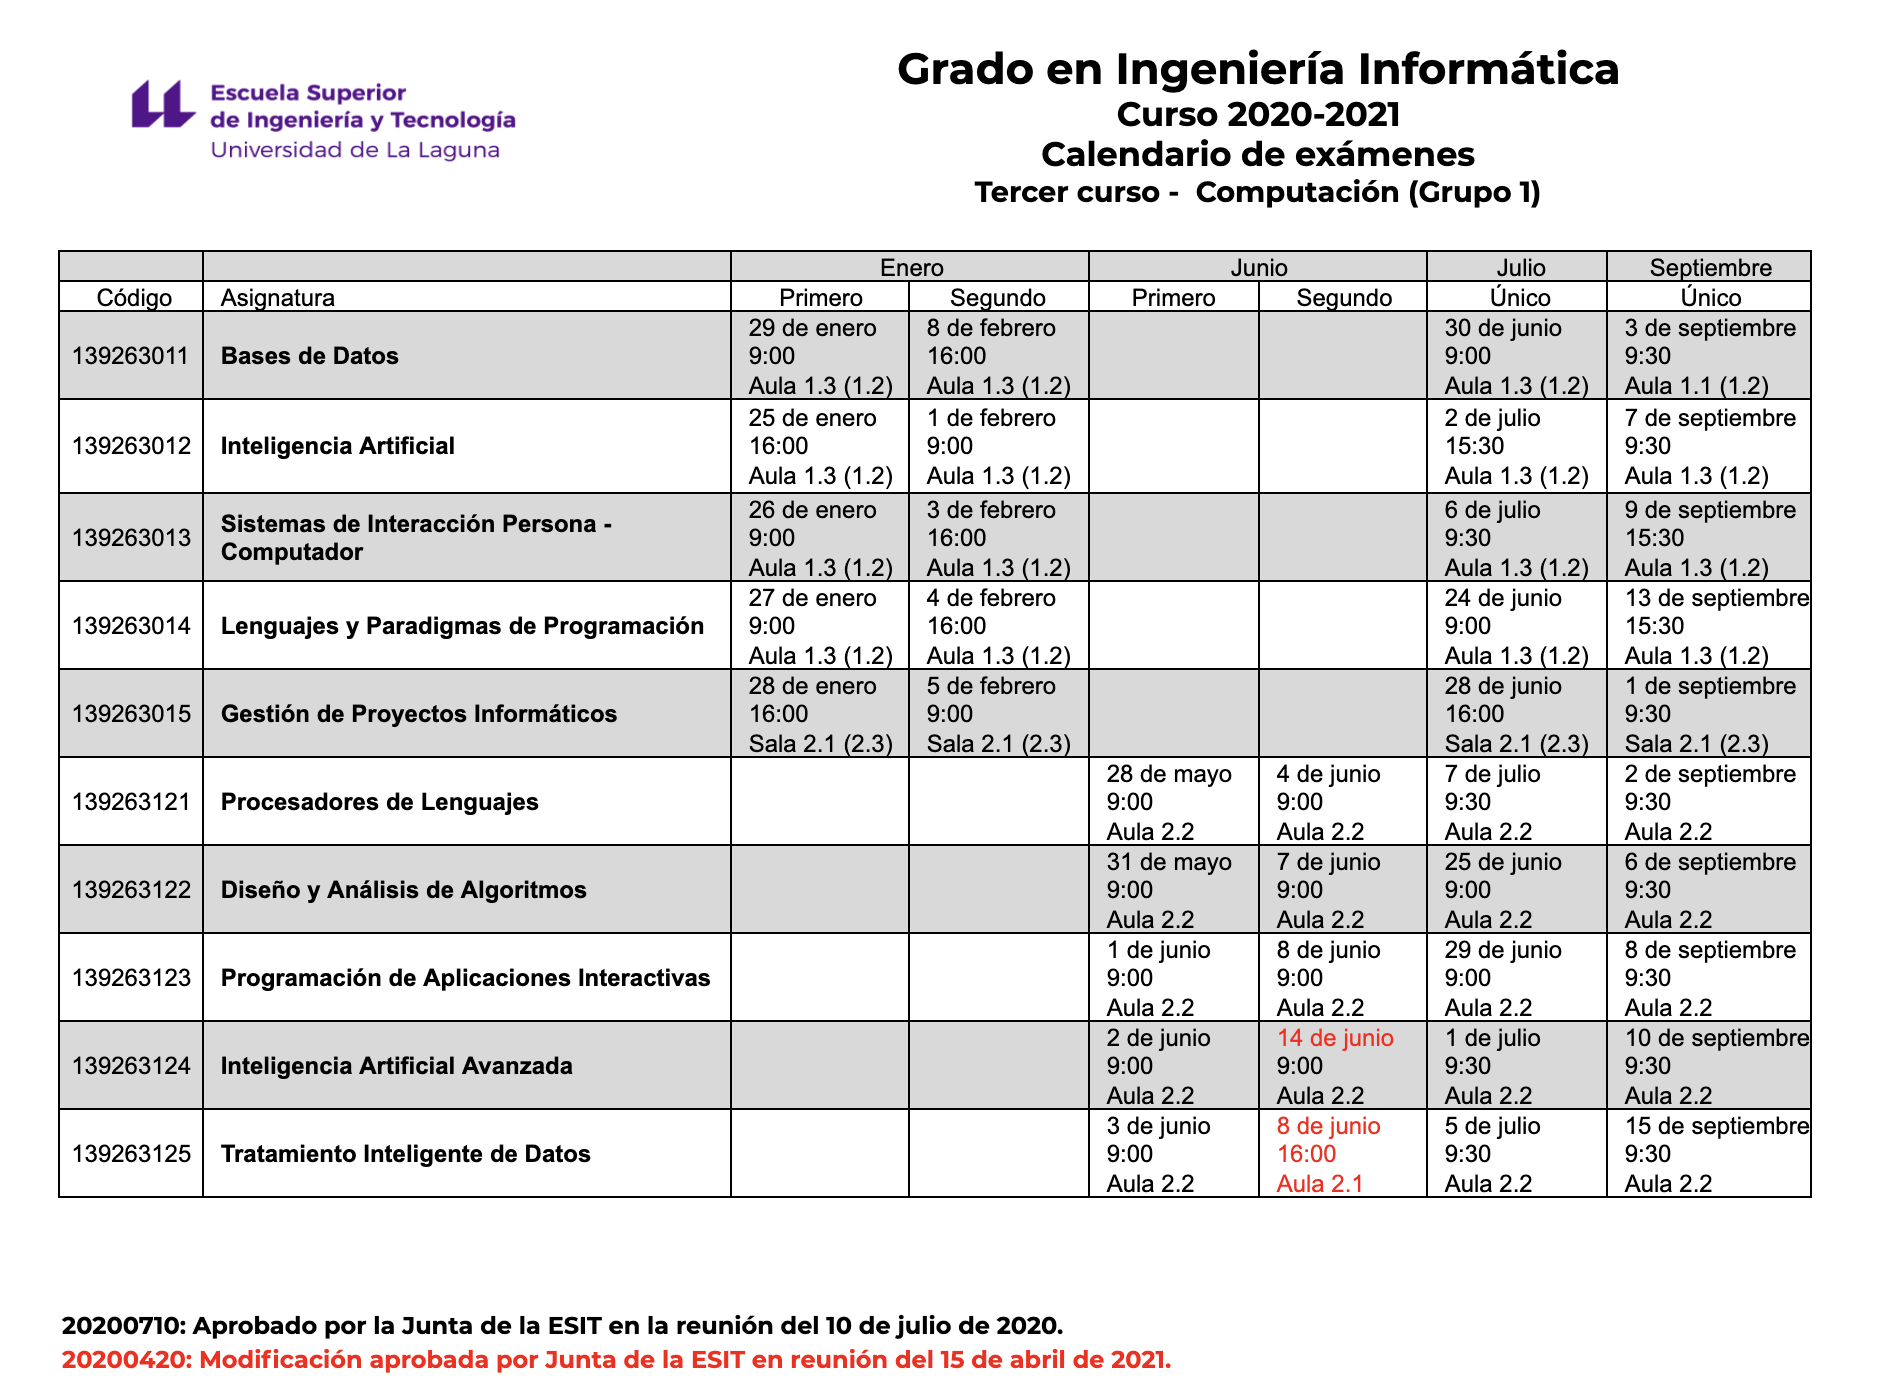 Escuela Superior
de Ingeniería y Tecnología
Universidad de La Laguna
Grado en Ingeniería Informática
Curso 2020-2021
Calendario de exámenes
Tercer curso - Computación (Grupo 1)
Enero Junio Julio Septiembre
Código Asignatura Primero Segundo Primero Segundo Único Único
29 de enero 8 de febrero 30 de junio 3 de septiembre
139263011 Bases de Datos 9:00 16:00 9:00 9:30
Aula 1.3 (1.2) Aula 1.3 (1.2) Aula 1.3 (1.2) Aula 1.1 (1.2)
25 de enero 1 de febrero 2 de julio 7 de septiembre
139263012 Inteligencia Artificial 16:00 9:00 15:30 9:30
Aula 1.3 (1.2) Aula 1.3 (1.2) Aula 1.3 (1.2) Aula 1.3 (1.2)
Sistemas de Interacción Persona - 26 de enero 3 de febrero 6 de julio 9 de septiembre
139263013 Computador 9:00 16:00 9:30 15:30
Aula 1.3 (1.2) Aula 1.3 (1.2) Aula 1.3 (1.2) Aula 1.3 (1.2)
27 de enero 4 de febrero 24 de junio 13 de septiembre
139263014 Lenguajes y Paradigmas de Programación 9:00 16:00 9:00 15:30
Aula 1.3 (1.2) Aula 1.3 (1.2) Aula 1.3 (1.2) Aula 1.3 (1.2)
28 de enero 5 de febrero 28 de junio 1 de septiembre
139263015 Gestión de Proyectos Informáticos 16:00 9:00 16:00 9:30
Sala 2.1 (2.3) Sala 2.1 (2.3) Sala 2.1 (2.3) Sala 2.1 (2.3)
28 de mayo 4 de junio 7 de julio 2 de septiembre
139263121 Procesadores de Lenguajes 9:00 9:00 9:30 9:30
Aula 2.2 Aula 2.2 Aula 2.2 Aula 2.2
31 de mayo 7 de junio 25 de junio 6 de septiembre
139263122 Diseño y Análisis de Algoritmos 9:00 9:00 9:00 9:30
Aula 2.2 Aula 2.2 Aula 2.2 Aula 2.2
1 de junio 8 de junio 29 de junio 8 de septiembre
139263123 Programación de Aplicaciones Interactivas 9:00 9:00 9:00 9:30
Aula 2.2 Aula 2.2 Aula 2.2 Aula 2.2
2 de junio 14 de junio 1 de julio 10 de septiembre
139263124 Inteligencia Artificial Avanzada 9:00 9:00 9:30 9:30
Aula 2.2 Aula 2.2 Aula 2.2 Aula 2.2
3 de junio 8 de junio 5 de julio 15 de septiembre
139263125 Tratamiento Inteligente de Datos 9:00 16:00 9:30 9:30
Aula 2.2 Aula 2.1 Aula 2.2 Aula 2.2
20200710: Aprobado por la Junta de la ESIT en la reunión del 10 de julio de 2020.
20200420: Modificación aprobada por Junta de la ESIT en reunión del 15 de abril de 2021.